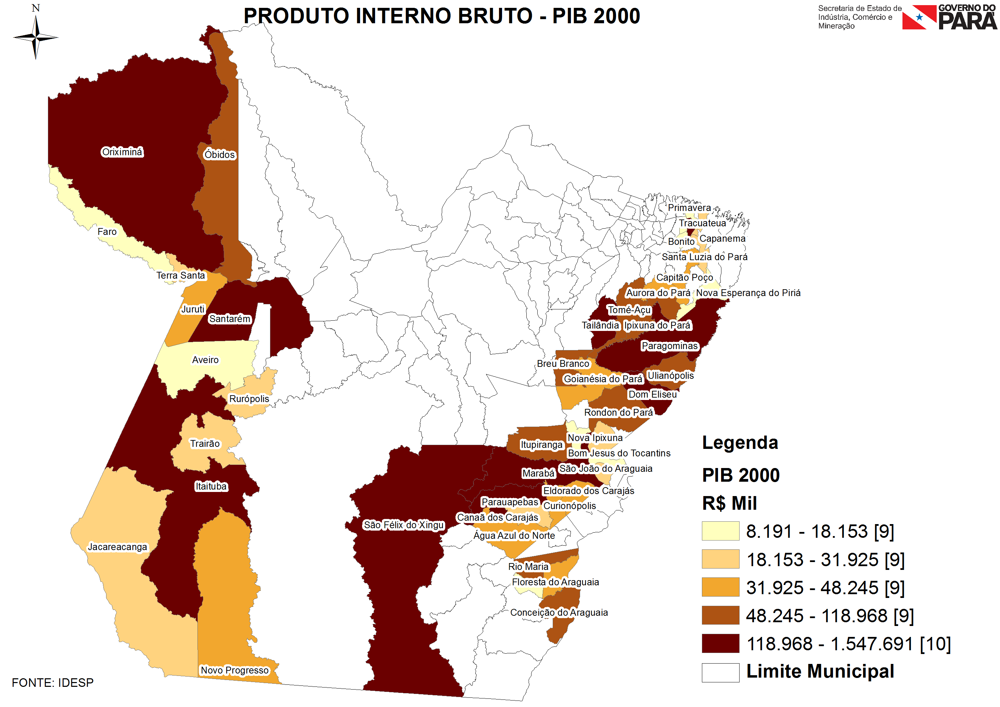 N
PRODUTO INTERNO BRUTO - PIB 2000
Secretaria de Estado de
Indústria, Comércio e
Mineração
GOVERNO DO
PARÁ
Oriximiná
Óbidos
Primavera
Tracuateua
Faro
Bonito
Capanema
Santa Luzia do Pará
Terra Santa
Capitão Poço
Aurora do Pará
Nova Esperança do Piriá
Juruti
Tomé-Açu
Santarém
Tailândia
Ipixuna do Pará
Paragominas
Aveiro
Breu Branco
Ulianópolis
Goianésia do Pará
Rurópolis
Dom Eliseu
Rondon do Pará
Nova Ipixuna
Trairão
Itupiranga
Bom Jesus do Tocantins
São João do Araguaia
Marabá
Itaituba
Eldorado dos Carajás
Parauapebas
Curionópolis
Canaã dos Carajás
São Félix do Xingu
Água Azul do Norte
Jacareacanga
Rio Maria
Floresta do Araguaia
Conceição do Araguaia
Novo Progresso
Legenda
PIB 2000
R$ Mil
8.191 - 18.153 [9]
18.153 - 31.925 [9]
31.925 - 48.245 [9]
48.245 - 118.968 [9]
118.968 - 1.547.691 [10]
Limite Municipal
FONTE: IDESP